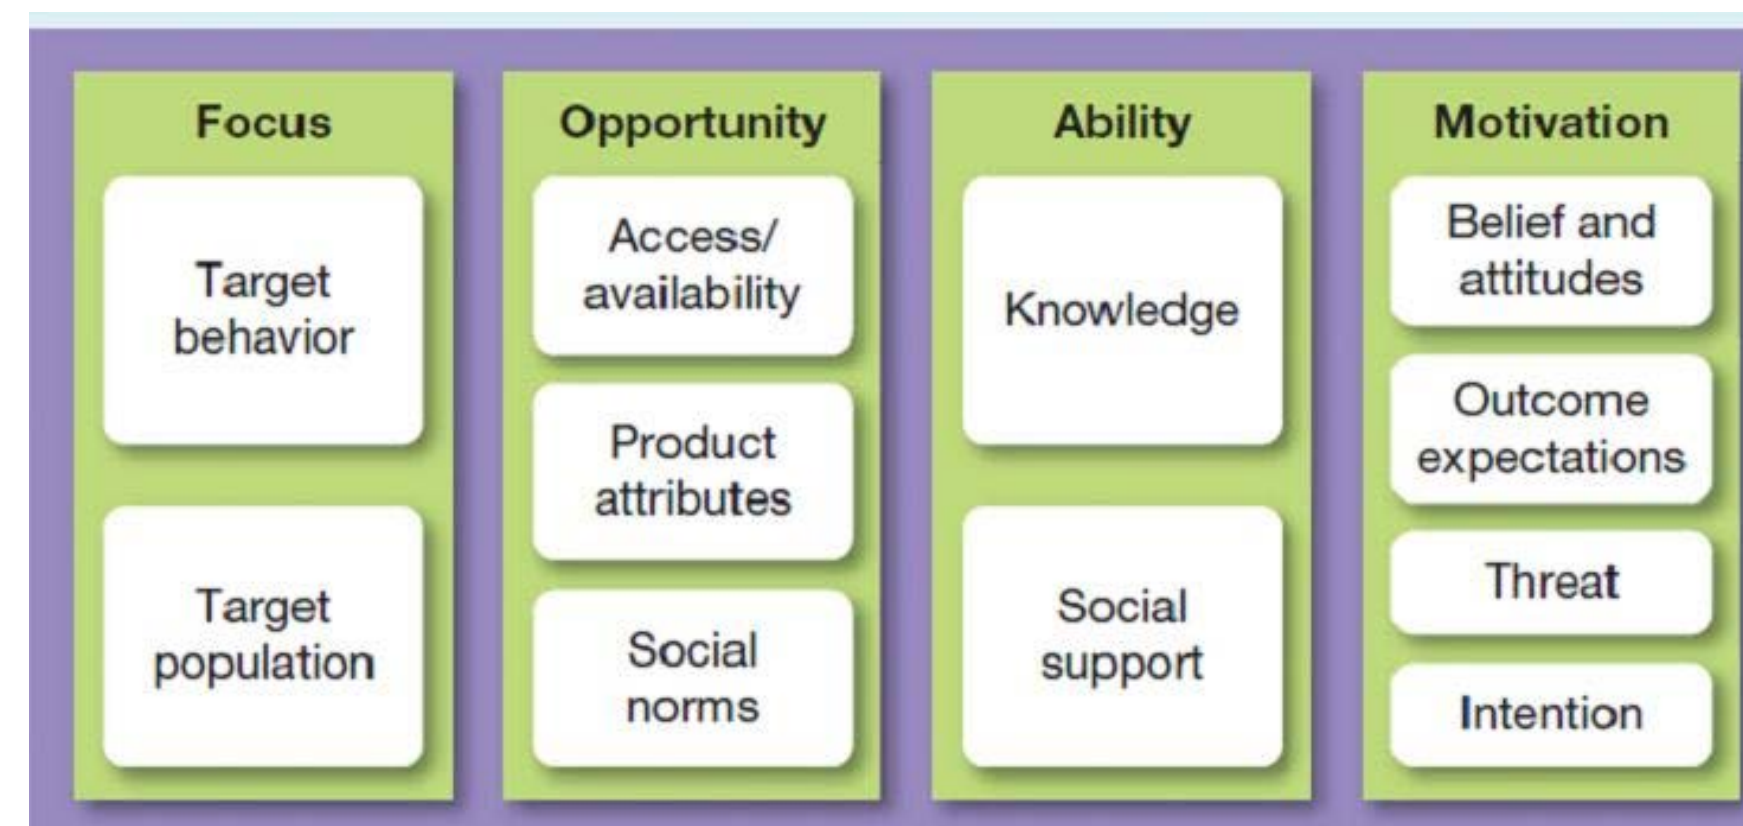 Focus
Target
behavior
Target
population
Opportunity
Access/
availability
Product
attributes
Social
norms
Ability
Knowledge
Social
support
Motivation
Belief and
attitudes
Outcome
expectations
Threat
Intention